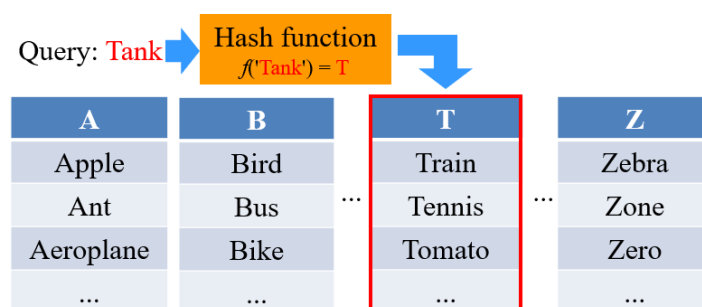 Query: Tank
Hash function
f('Tank') = T
A B T Z
Apple Bird Train Zebra
Ant Bus ... Tennis ... Zone
Aeroplane Bike Tomato Zero
... ... ... ...